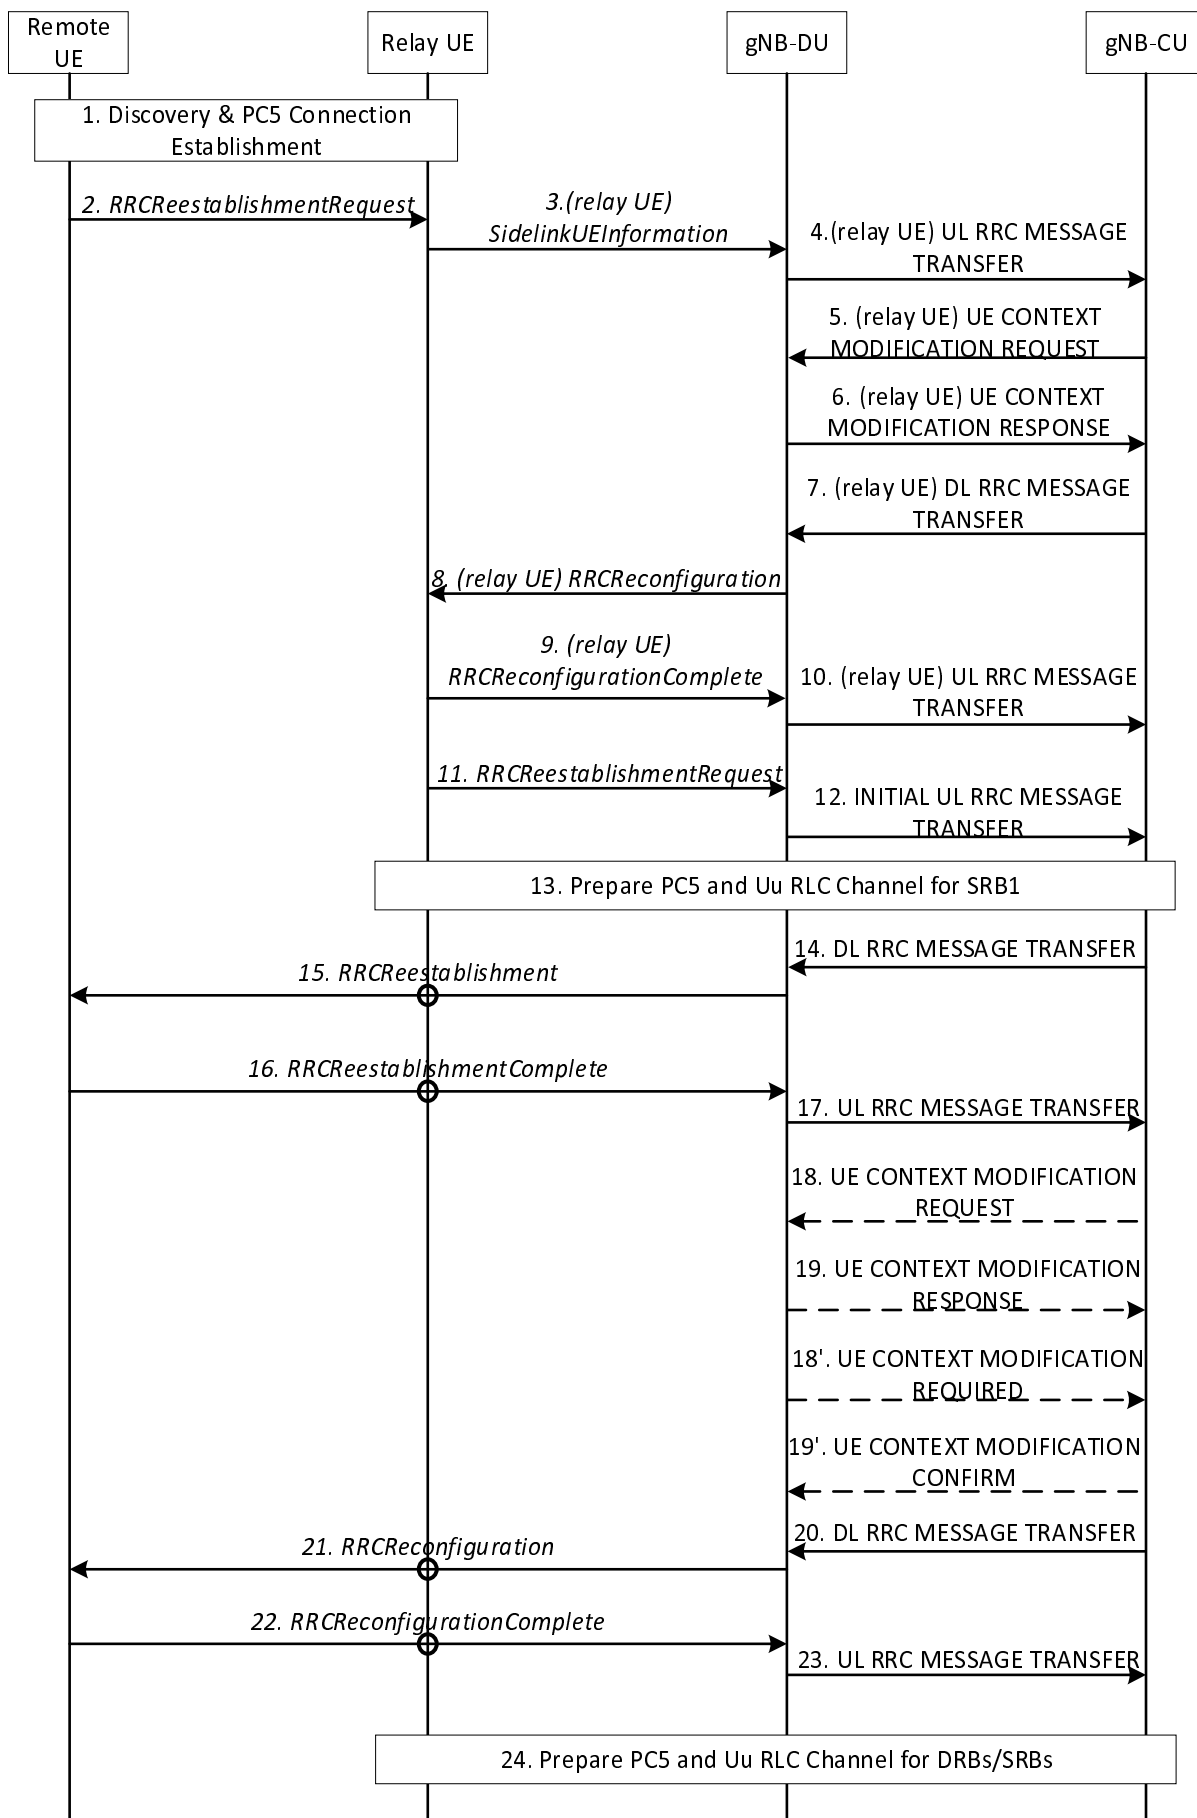 Remote
UE
Relay UE
gNB-DU
gNB-CU
1. Discovery & PC5 Connection
Establishment
2. RRCReestablishmentRequest
3.(relay UE)
SidelinkUEInformation
4.(relay UE) UL RRC MESSAGE
TRANSFER
5. (relay UE) UE CONTEXT
MODIFICATION REQUEST
6. (relay UE) UE CONTEXT
MODIFICATION RESPONSE
7. (relay UE) DL RRC MESSAGE
TRANSFER
8. (relay UE) RRCReconfiguration
9. (relay UE)
RRCReconfigurationComplete
10. (relay UE) UL RRC MESSAGE
TRANSFER
11. RRCReestablishmentRequest
12. INITIAL UL RRC MESSAGE
TRANSFER
13. Prepare PC5 and Uu RLC Channel for SRB1
14. DL RRC MESSAGE TRANSFER
15. RRCReestablishment
16. RRCReestablishmentComplete
17. UL RRC MESSAGE TRANSFER
18. UE CONTEXT MODIFICATION
REQUEST
19. UE CONTEXT MODIFICATION
RESPONSE
18'. UE CONTEXT MODIFICATION
REQUIRED
19'. UE CONTEXT MODIFICATION
CONFIRM
20. DL RRC MESSAGE TRANSFER
21. RRCReconfiguration
22. RRCReconfigurationComplete
23. UL RRC MESSAGE TRANSFER
24. Prepare PC5 and Uu RLC Channel for DRBs/SRBs